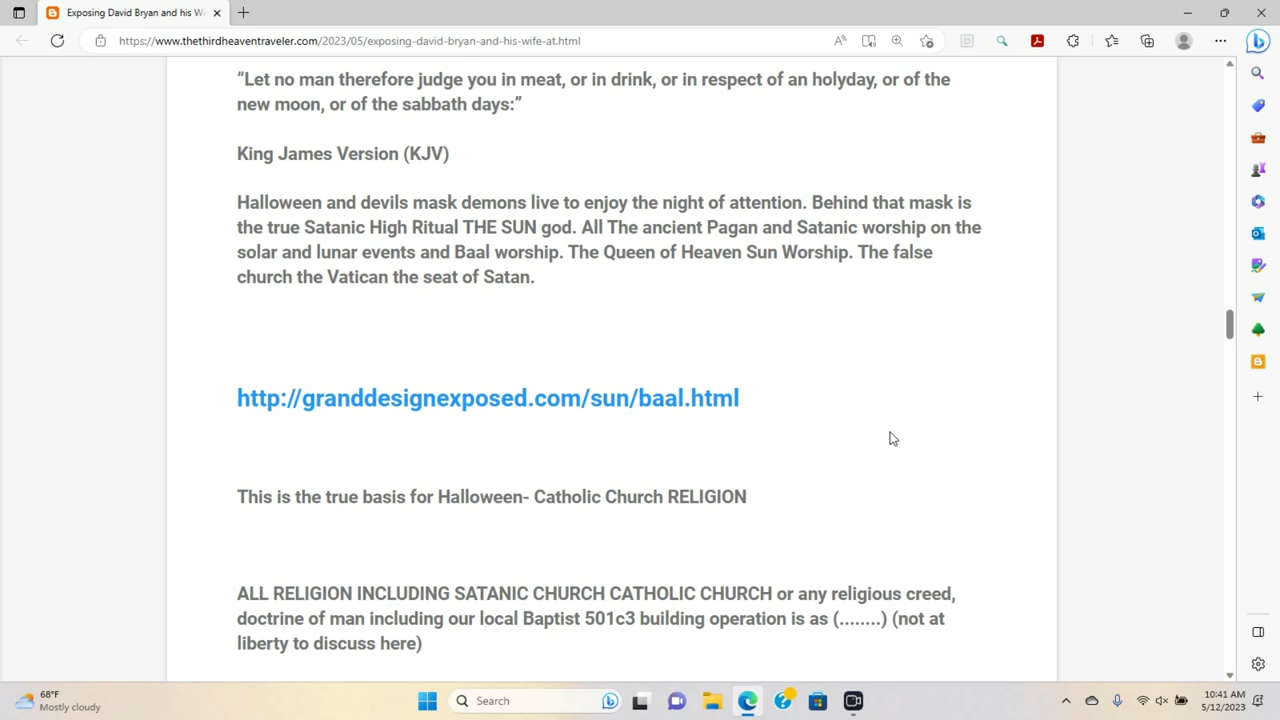 Exposing David Bryan and his Wi
https://www.thethirdheaventraveler.com/2023/05/exposing-david-bryan-and-his-wife-at.html
“Let no man therefore judge you in meat, or in drink, or in respect of an holyday, or of the
new moon, or of the sabbath days:”
King James Version (KJV)
Halloween and devils mask demons live to enjoy the night of attention. Behind that mask is
the true Satanic High Ritual THE SUN god. All The ancient Pagan and Satanic worship on the
solar and lunar events and Baal worship. The Queen of Heaven Sun Worship. The false
church the Vatican the seat of Satan.
http://granddesignexposed.com/sun/baal.html
This is the true basis for Halloween- Catholic Church RELIGION
ALL RELIGION INCLUDING SATANIC CHURCH CATHOLIC CHURCH or any religious creed,
doctrine of man including our local Baptist 501c3 building operation is as (........) (not at
liberty to discuss here)
68°F
Mostly cloudy
Search
10:41 AM
5/12/2023